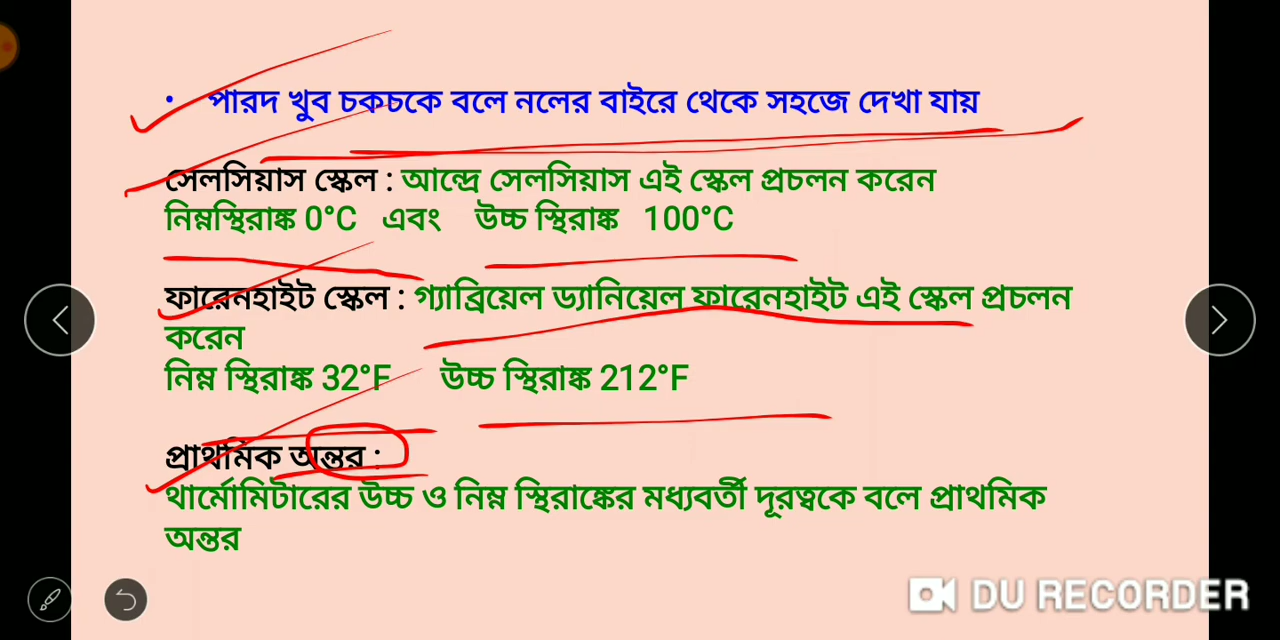 • পারদ খুব চকচকে বলে নলের বাইরে থেকে সহজে দেখা যায়
সেলসিয়াস স্কেল : আন্দ্রে সেলসিয়াস এই স্কেল প্রচলন করেন
নিম্নস্থিরাঙ্ক 0°C এবং উচ্চ স্থিরাঙ্ক 100°C
ফারেনহাইট স্কেল : গ্যাব্রিয়েল ড্যানিয়েল ফারেনহাইট এই স্কেল প্রচলন
করেন
নিম্ন স্থিরাঙ্ক 32°F উচ্চ স্থিরাঙ্ক 212°F
প্রাথমিক অন্তর :
থার্মোমিটারের উচ্চ ও নিম্ন স্থিরাঙ্কের মধ্যবর্তী দূরত্বকে বলে প্রাথমিক
অন্তর
DU RECORDER